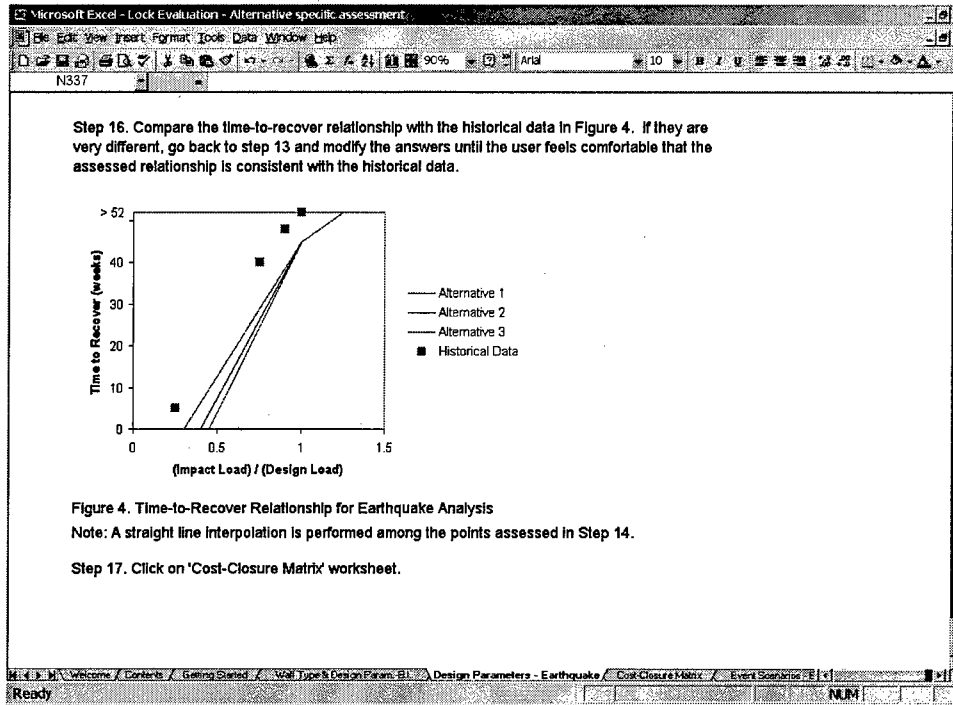 Microsoft Excel - Lock Evaluation - Alternative specific assessment
File Edit View Insert Format Tools Data Window Help
90% Arial 10 B I U
N337
Step 16. Compare the time-to-recover relationship with the historical data in Figure 4. If they are
very different, go back to step 13 and modify the answers until the user feels comfortable that the
assessed relationship is consistent with the historical data.
> 52
40
30
20
10
0
Time to Recover (weeks)
0 0.5 1 1.5
(Impact Load) / (Design Load)
Alternative 1
Alternative 2
Alternative 3
Historical Data
Figure 4. Time-to-Recover Relationship for Earthquake Analysis
Note: A straight line interpolation is performed among the points assessed in Step 14.
Step 17. Click on 'Cost-Closure Matrix' worksheet.
Welcome / Contents / Getting Started / Wall Type & Design Param. B.I. \ Design Parameters - Earthquake / Cost-Closure Matrix / Event Scenarios - E
Ready NUM